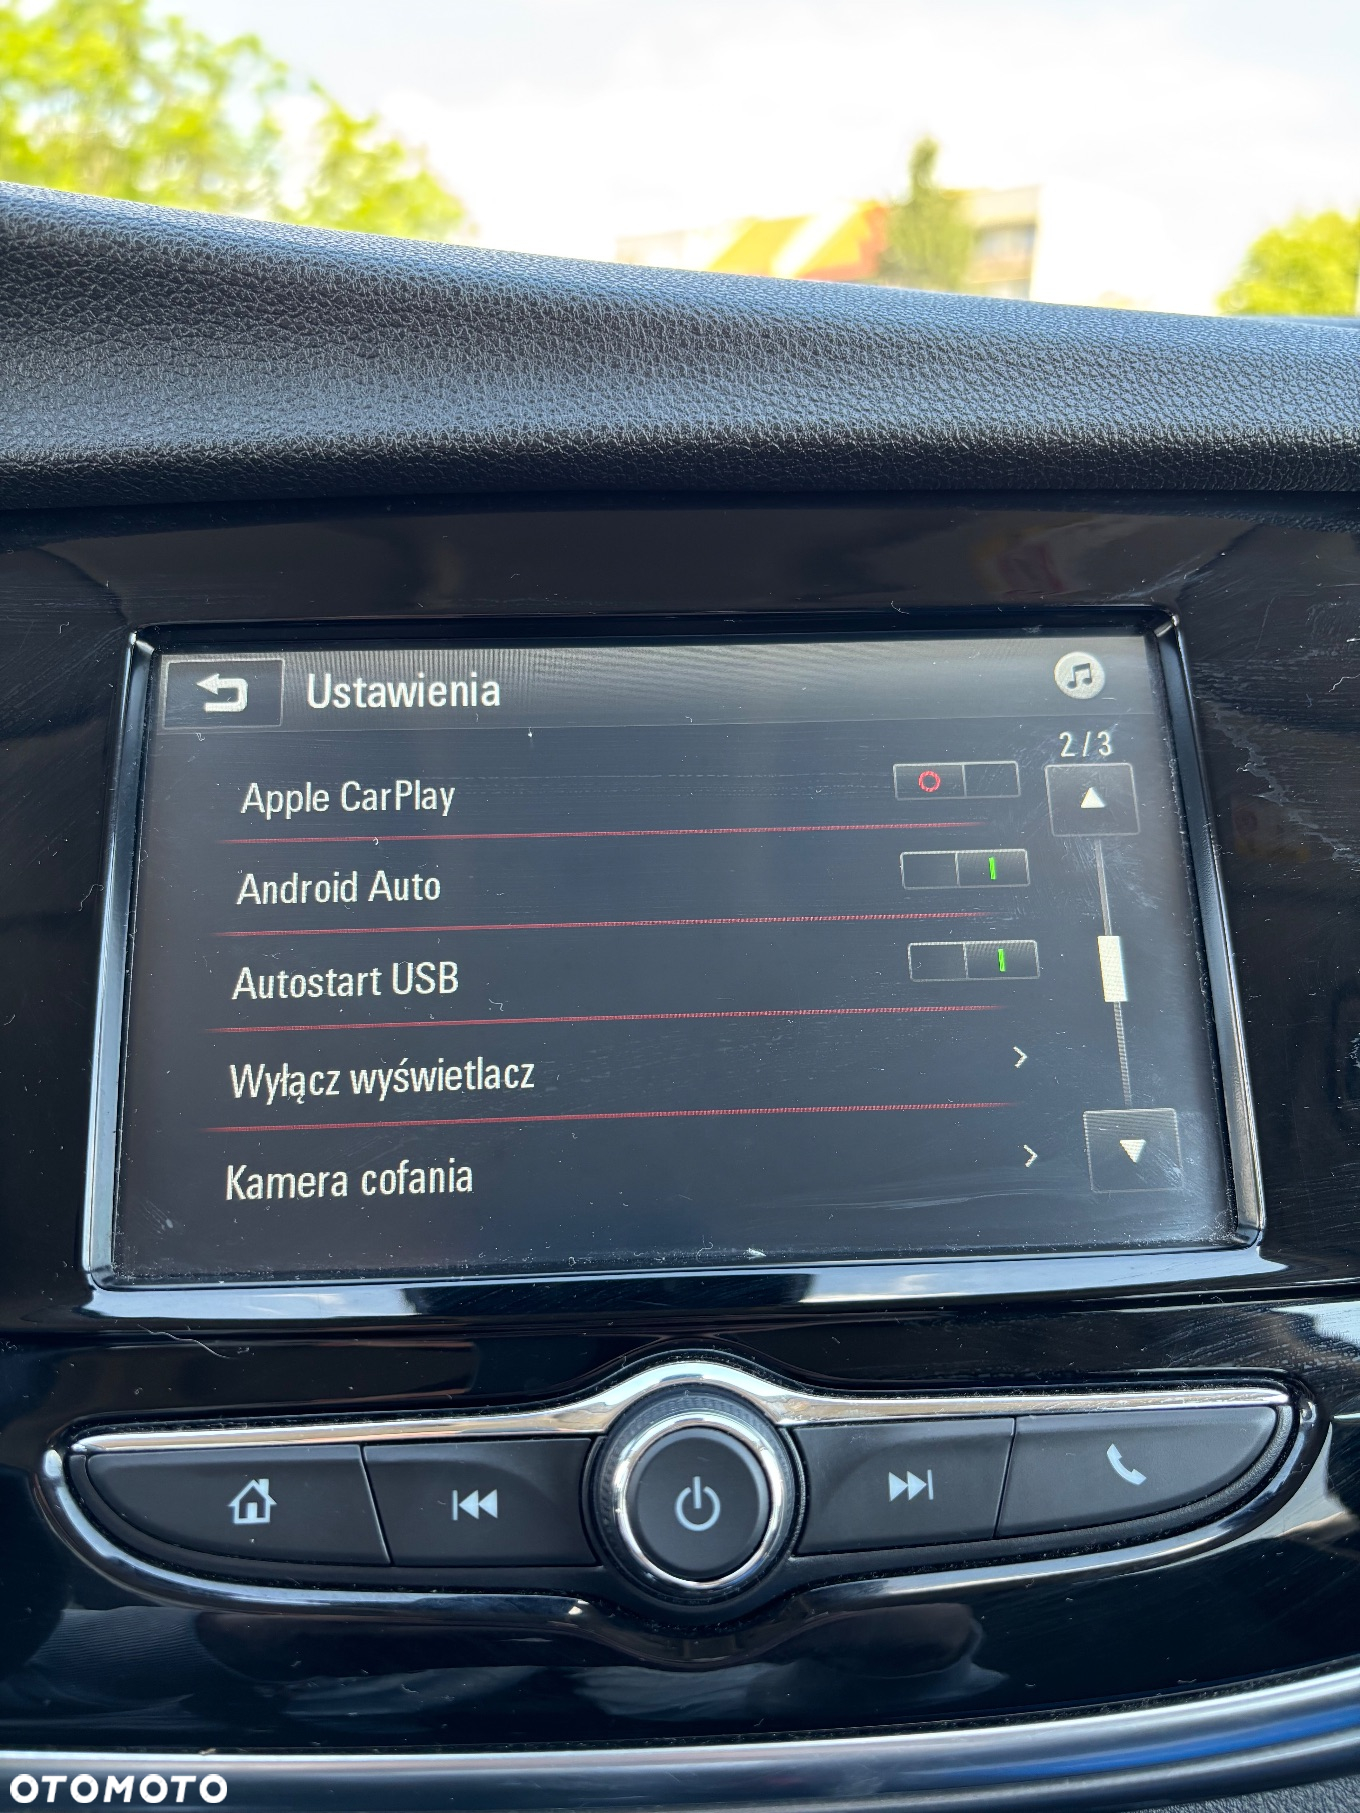 Ustawienia
2/3
Apple CarPlay
Android Auto
Autostart USB
Wyłącz wyświetlacz
Kamera cofania
OTOMOTO